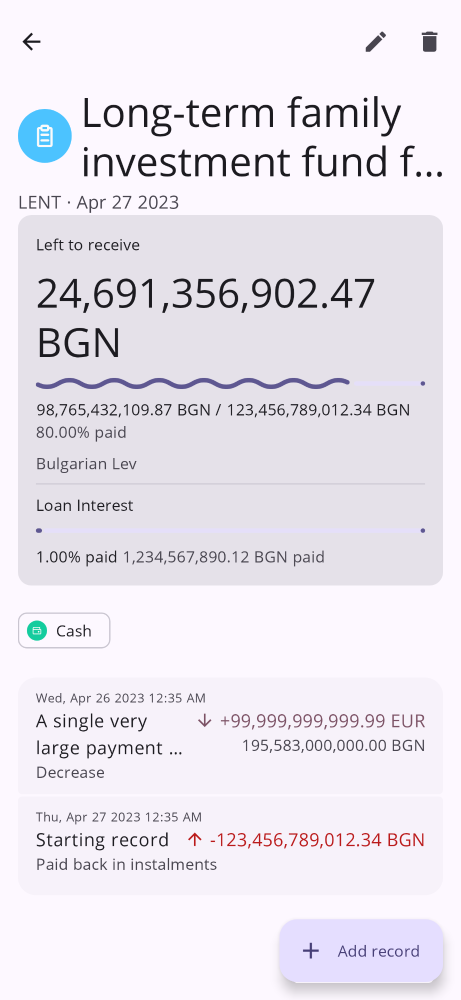 Long-term family
investment fund f...
LENT · Apr 27 2023
Left to receive
24,691,356,902.47
BGN
98,765,432,109.87 BGN / 123,456,789,012.34 BGN
80.00% paid
Bulgarian Lev
Loan Interest
1.00% paid 1,234,567,890.12 BGN paid
Cash
Wed, Apr 26 2023 12:35 AM
A single very
large payment ...
+99,999,999,999.99 EUR
195,583,000,000.00 BGN
Decrease
Thu, Apr 27 2023 12:35 AM
Starting record
-123,456,789,012.34 BGN
Paid back in instalments
Add record